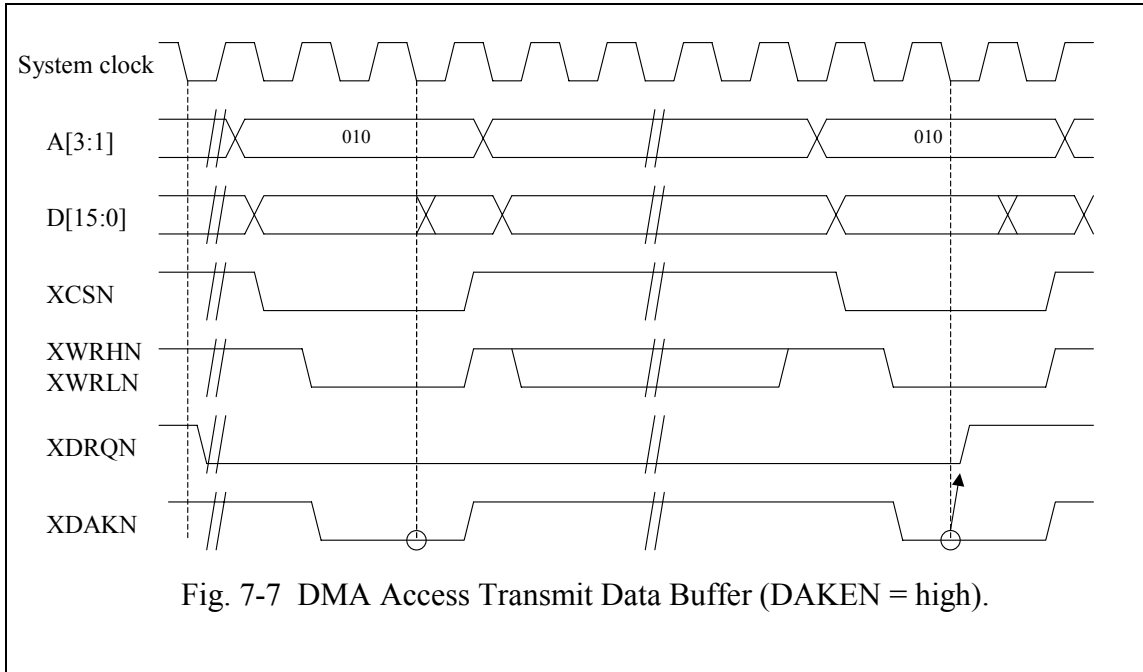 System clock
A[3:1] 010 010
D[15:0]
XCSN
XWRHN
XWRLN
XDRQN
XDAKN
Fig. 7-7 DMA Access Transmit Data Buffer (DAKEN = high).